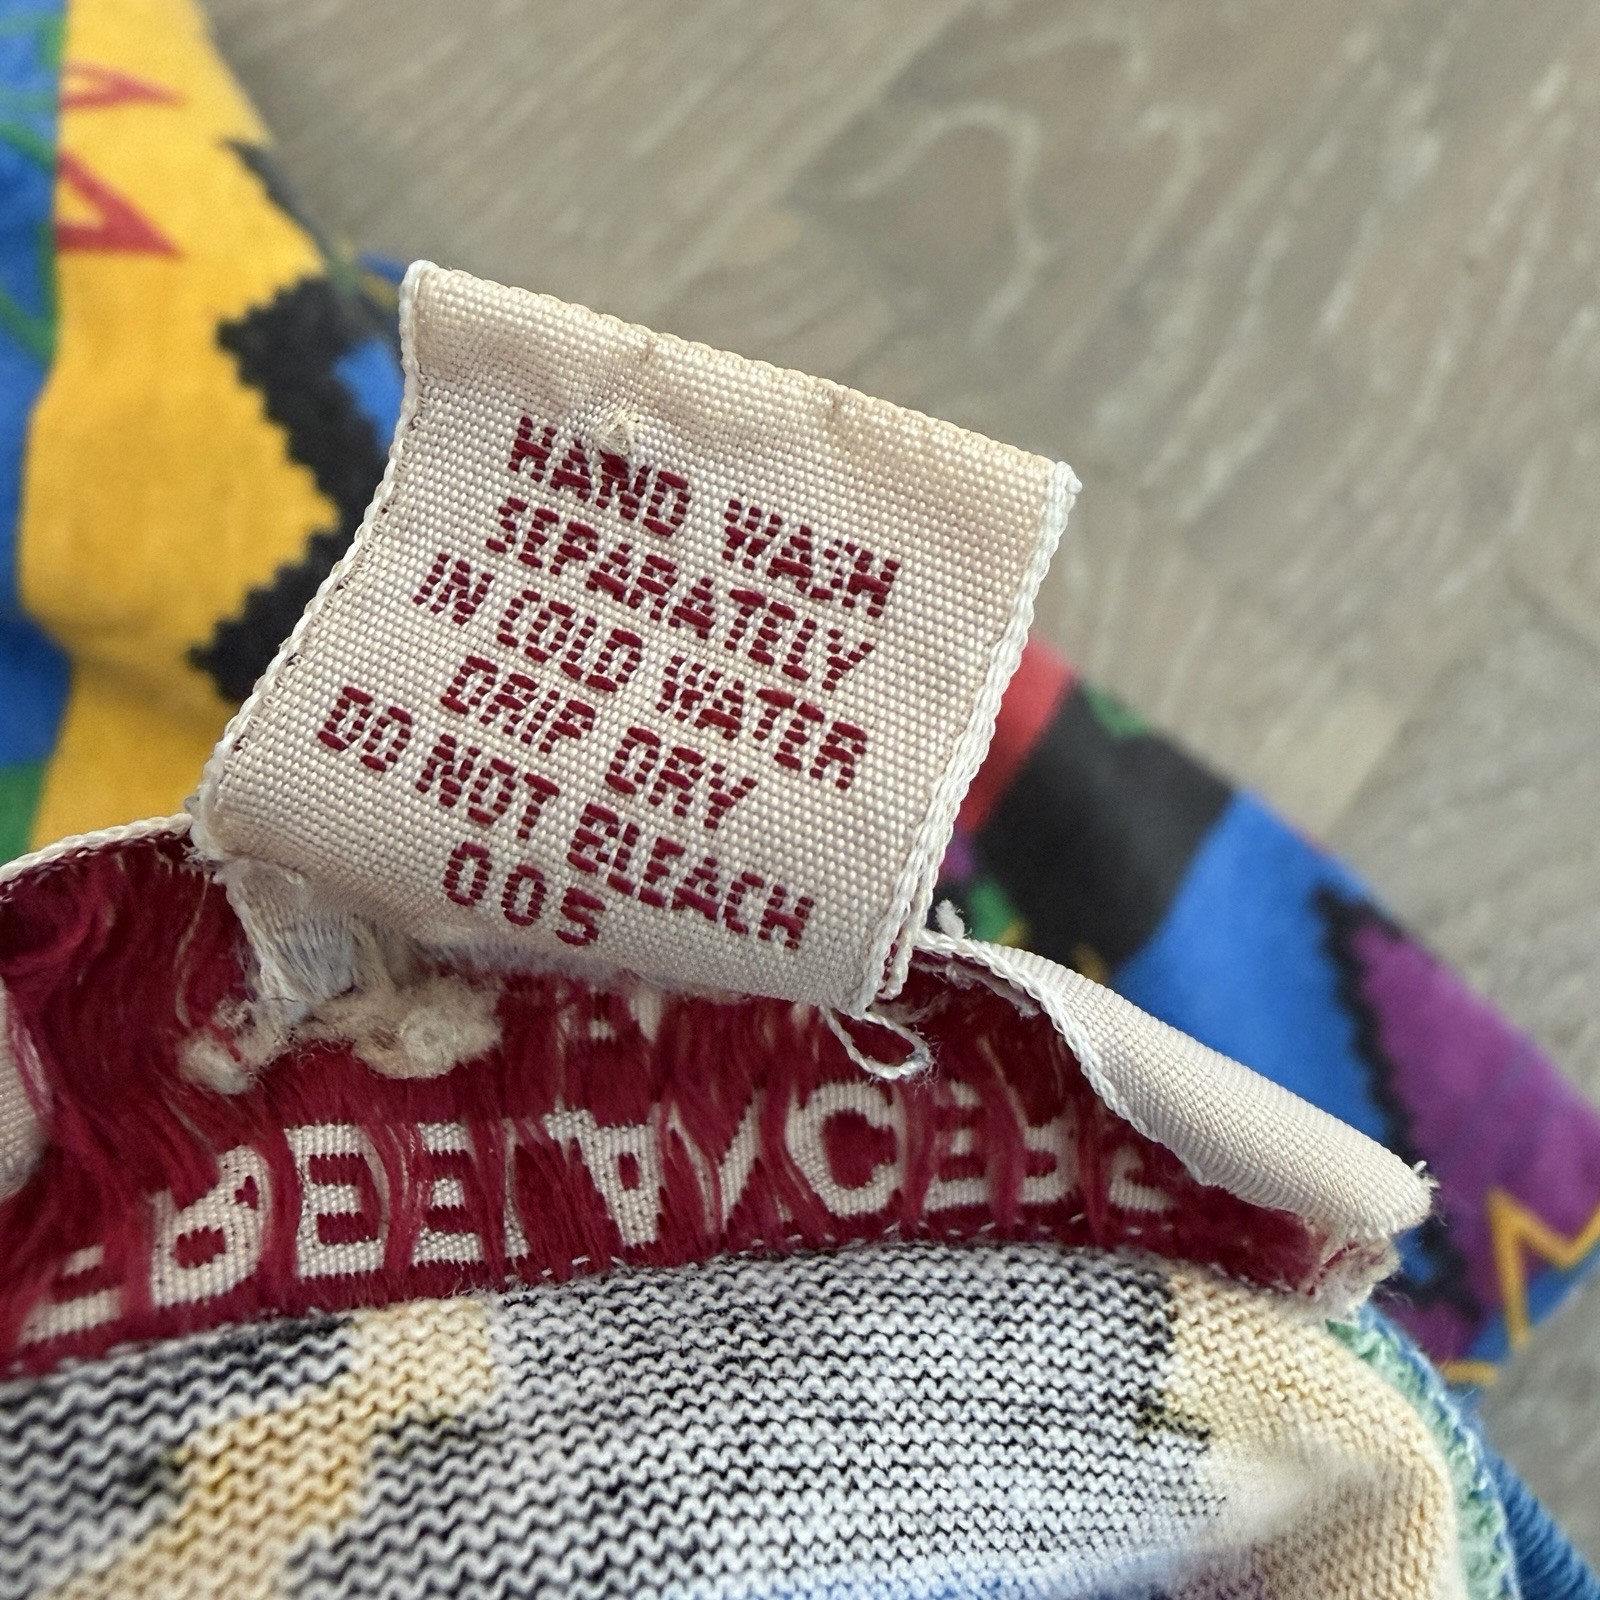 HAND WASH
SEPARATELY
IN COLD WATER
DRIP DRY
DO NOT BLEACH
005